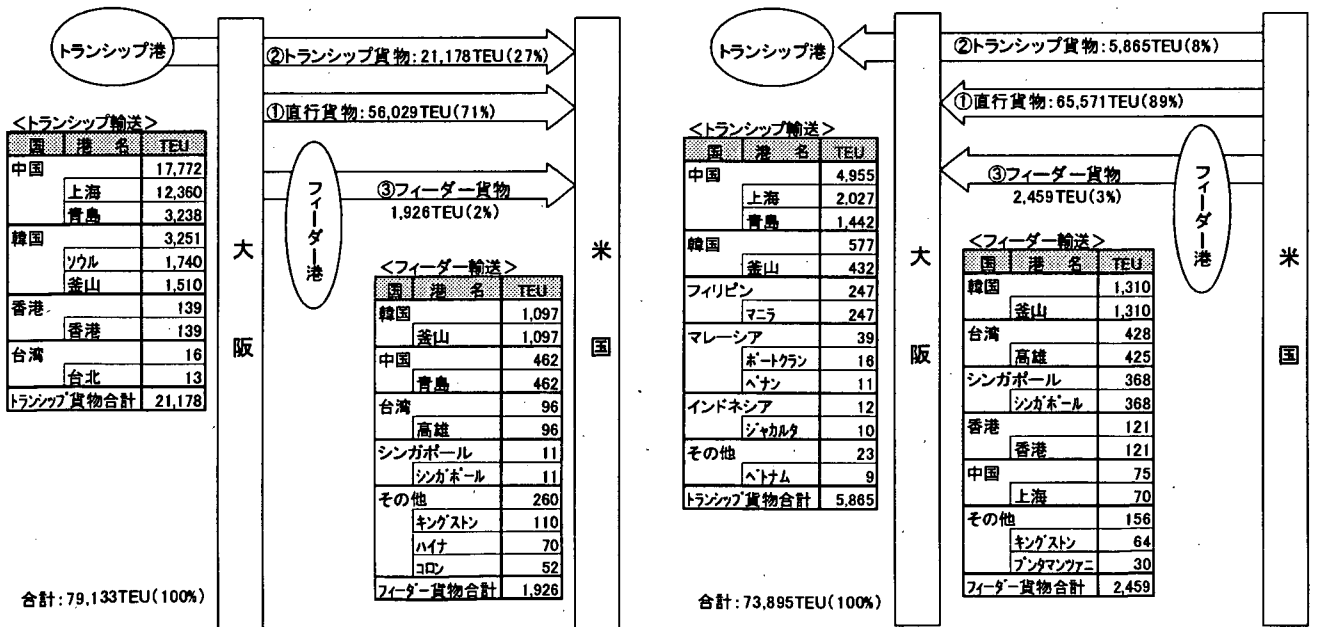 トランシップ港
②トランシップ貨物:21,178TEU(27%)
①直行貨物:56,029TEU(71%)
<トランシップ輸送>
国 港 名 TEU
中国 17,772
上海 12,360
青島 3,238
韓国 3,251
ソウル 1,740
釜山 1,510
香港 139
香港 139
台湾 16
台北 13
トランシップ貨物合計 21,178
大阪
フィーダー港
③フィーダー貨物
1,926TEU(2%)
<フィーダー輸送>
国 港 名 TEU
韓国 1,097
釜山 1,097
中国 462
青島 462
台湾 96
高雄 96
シンガポール 11
シンガポール 11
その他 260
キングストン 110
ハイナ 70
コロン 52
フィーダー貨物合計 1,926
米国
合計:79,133TEU(100%)
トランシップ港
②トランシップ貨物:5,865TEU(8%)
①直行貨物:65,571TEU(89%)
<トランシップ輸送>
国 港 名 TEU
中国 4,955
上海 2,027
青島 1,442
韓国 577
釜山 432
フィリピン 247
マニラ 247
マレーシア 39
ポートクラン 16
ペナン 11
インドネシア 12
ジャカルタ 10
その他 23
ベトナム 9
トランシップ貨物合計 5,865
大阪
③フィーダー貨物
2,459TEU(3%)
フィーダー港
<フィーダー輸送>
国 港 名 TEU
韓国 1,310
釜山 1,310
台湾 428
高雄 425
シンガポール 368
シンガポール 368
香港 121
香港 121
中国 75
上海 70
その他 156
キングストン 64
プンタマンツァニ 30
フィーダー貨物合計 2,459
米国
合計:73,895TEU(100%)